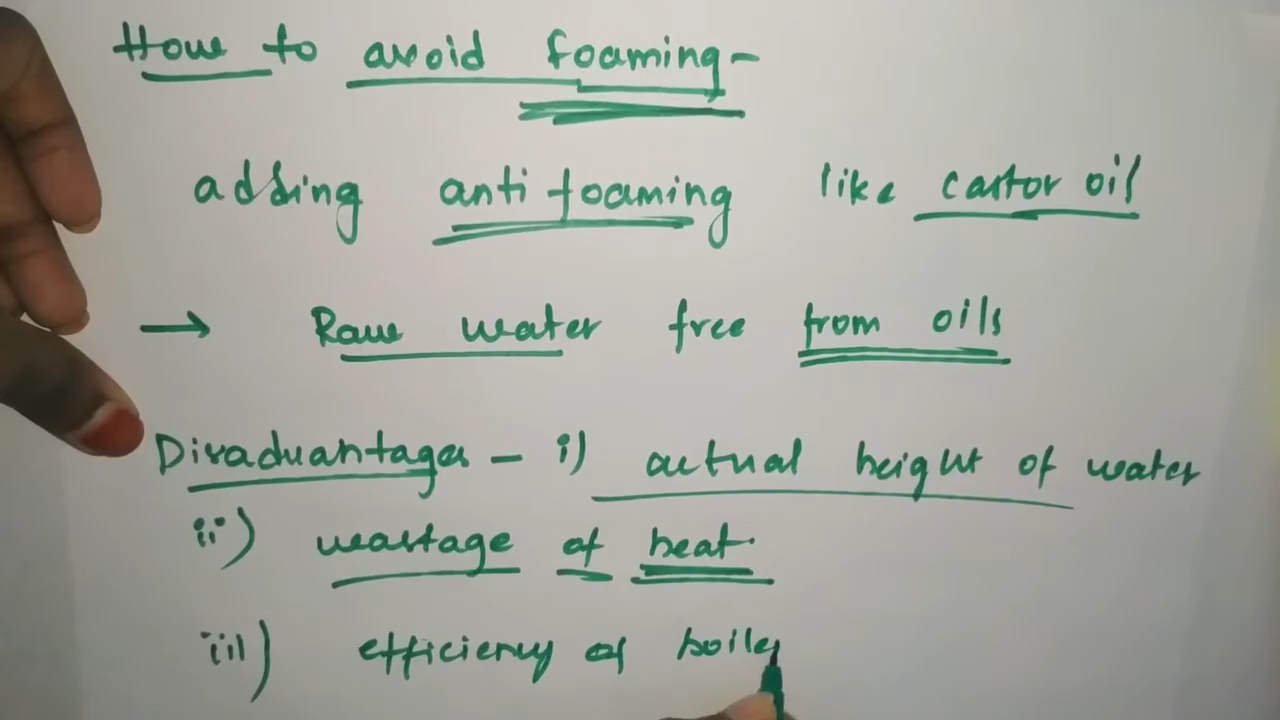 How to avoid foaming-
adding anti foaming like castor oil
→ Raw water free from oils
Disadvantages - i) actual height of water
ii) wastage of heat.
iii) efficiency of boiler